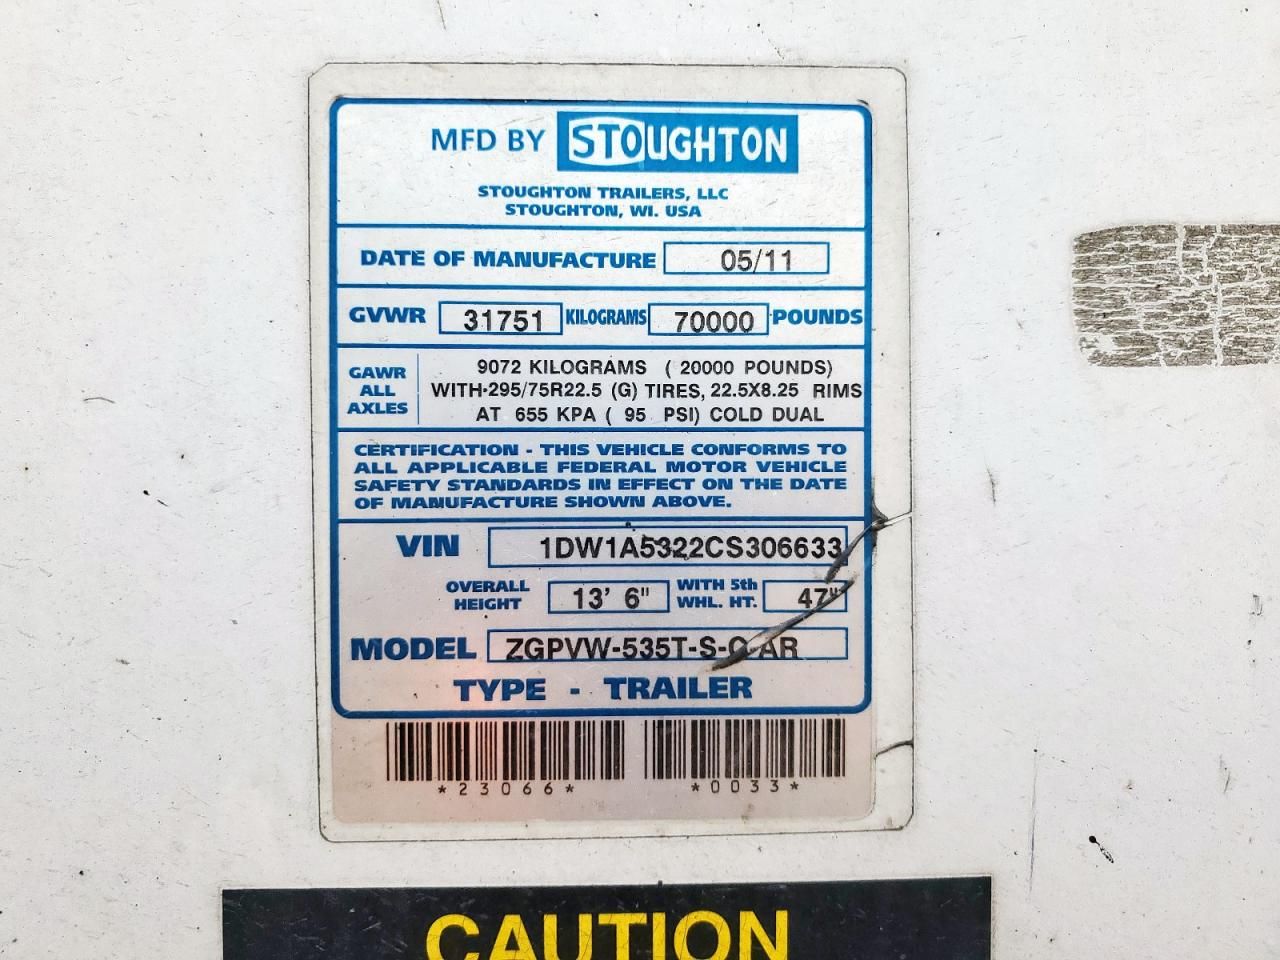 MFD BY STOUGHTON
STOUGHTON TRAILERS, LLC
STOUGHTON, WI. USA
DATE OF MANUFACTURE 05/11
GVWR 31751 KILOGRAMS 70000 POUNDS
GAWR ALL AXLES
9072 KILOGRAMS ( 20000 POUNDS)
WITH-295/75R22.5 (G) TIRES, 22.5X8.25 RIMS
AT 655 KPA ( 95 PSI) COLD DUAL
CERTIFICATION - THIS VEHICLE CONFORMS TO
ALL APPLICABLE FEDERAL MOTOR VEHICLE
SAFETY STANDARDS IN EFFECT ON THE DATE
OF MANUFACTURE SHOWN ABOVE.
VIN 1DW1A5322CS306633
OVERALL HEIGHT 13' 6" WITH 5th WHL. HT. 47"
MODEL ZGPVW-535T-S-C-AR
TYPE - TRAILER
*23066* *0033*
CAUTION